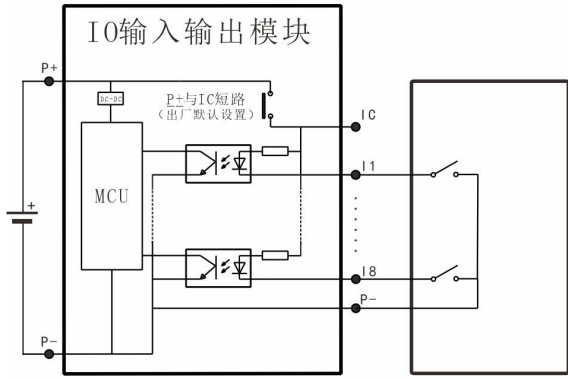 IO输入输出模块
P+
DC-DC
P+与IC短路
(出厂默认设置)
IC
I1
MCU
+
I8
P-
P-